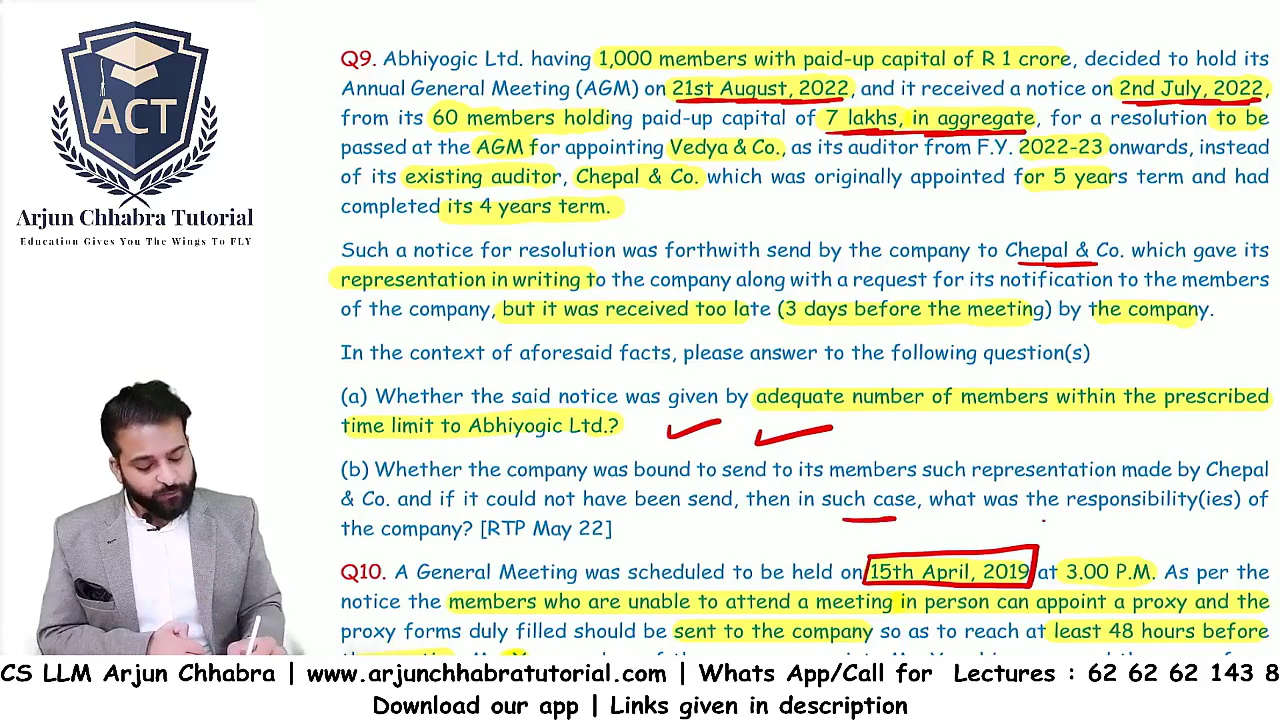 ACT
Arjun Chhabra Tutorial
Education Gives You The Wings To FLY
Q9. Abhiyogic Ltd. having 1,000 members with paid-up capital of R 1 crore, decided to hold its
Annual General Meeting (AGM) on 21st August, 2022, and it received a notice on 2nd July, 2022,
from its 60 members holding paid-up capital of 7 lakhs, in aggregate, for a resolution to be
passed at the AGM for appointing Vedya & Co., as its auditor from F.Y. 2022-23 onwards, instead
of its existing auditor, Chepal & Co. which was originally appointed for 5 years term and had
completed its 4 years term.
Such a notice for resolution was forthwith send by the company to Chepal & Co. which gave its
representation in writing to the company along with a request for its notification to the members
of the company, but it was received too late (3 days before the meeting) by the company.
In the context of aforesaid facts, please answer to the following question(s)
(a) Whether the said notice was given by adequate number of members within the prescribed
time limit to Abhiyogic Ltd.?
(b) Whether the company was bound to send to its members such representation made by Chepal
& Co. and if it could not have been send, then in such case, what was the responsibility(ies) of
the company? [RTP May 22]
Q10. A General Meeting was scheduled to be held on 15th April, 2019 at 3.00 P.M. As per the
notice the members who are unable to attend a meeting in person can appoint a proxy and the
proxy forms duly filled should be sent to the company so as to reach at least 48 hours before
CS LLM Arjun Chhabra | www.arjunchhabratutorial.com | Whats App/Call for Lectures : 62 62 62 143 8
Download our app | Links given in description